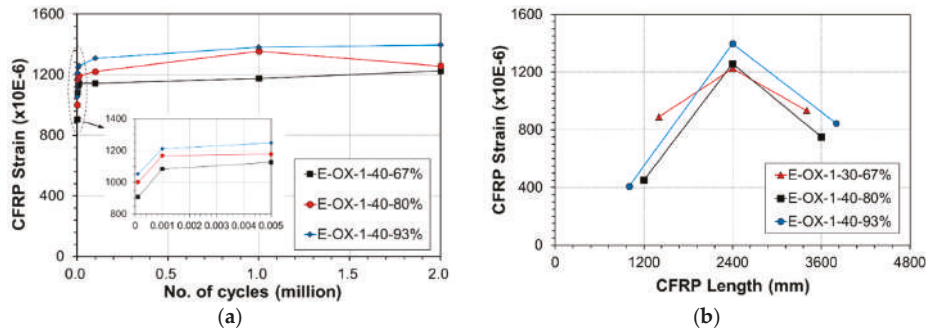 1600
1200
800
400
0
CFRP Strain (x10E-6)
1400
1200
1000
800
0 0.001 0.002 0.003 0.004 0.005
E-OX-1-40-67%
E-OX-1-40-80%
E-OX-1-40-93%
0.0 0.5 1.0 1.5 2.0
No. of cycles (million)
(a)
1600
1200
800
400
0
CFRP Strain (x10E-6)
E-OX-1-30-67%
E-OX-1-40-80%
E-OX-1-40-93%
0 1200 2400 3600 4800
CFRP Length (mm)
(b)